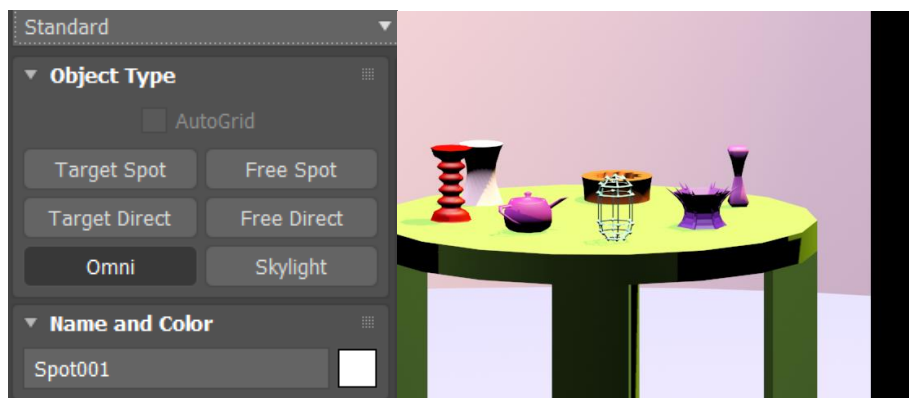 Standard
Object Type
AutoGrid
Target Spot Free Spot
Target Direct Free Direct
Omni Skylight
Name and Color
Spot001